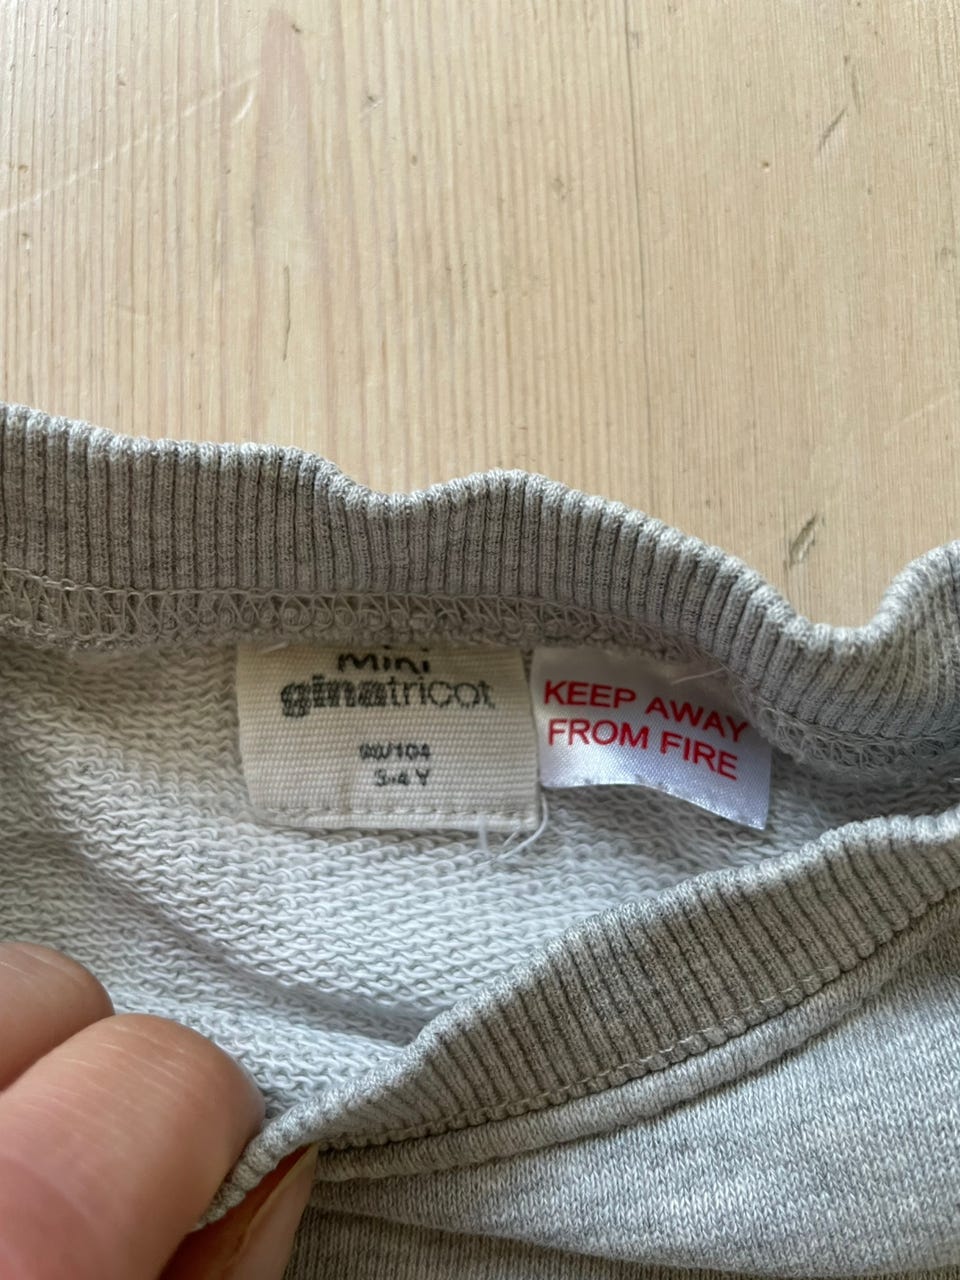 mini
ginatricot
98/104
3-4 Y
KEEP AWAY
FROM FIRE